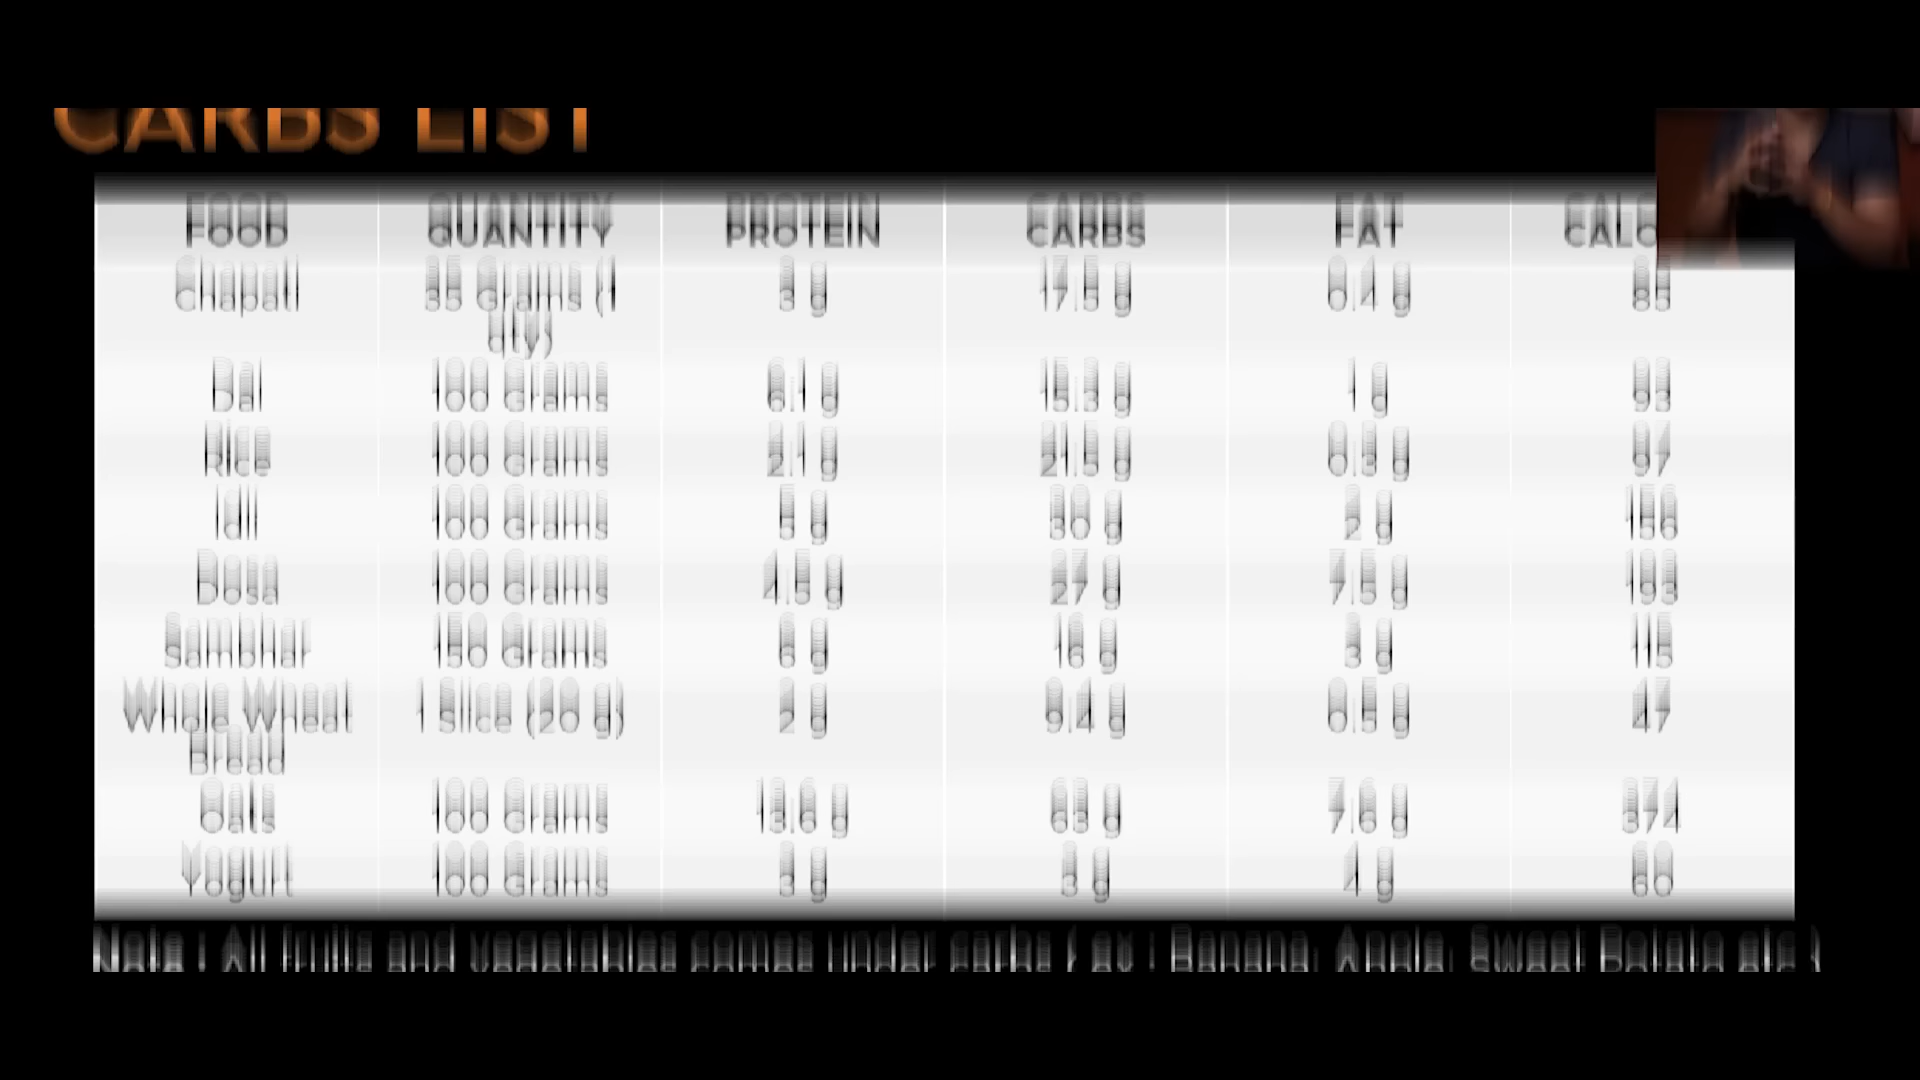 CARBS LIST
FOOD QUANTITY PROTEIN CARBS FAT CALO
Chapati 35 Grams (1 3 g 17.5 g 0.4 g 85
qty)
Dal 100 Grams 6.1 g 15.3 g 1 g 93
Rice 100 Grams 2.1 g 21.5 g 0.3 g 97
Idli 100 Grams 5 g 30 g 2 g 156
Dosa 100 Grams 4.5 g 27 g 7.5 g 193
Sambhar 150 Grams 6 g 16 g 3 g 115
Whole Wheat 1 Slice (20 g) 2 g 9.4 g 0.5 g 47
Bread
Oats 100 Grams 13.6 g 63 g 7.6 g 374
Yogurt 100 Grams 3 g 3 g 4 g 60
Note : All fruits and vegetables comes under carbs ( ex : Banana, Apple, Sweet Potato etc )